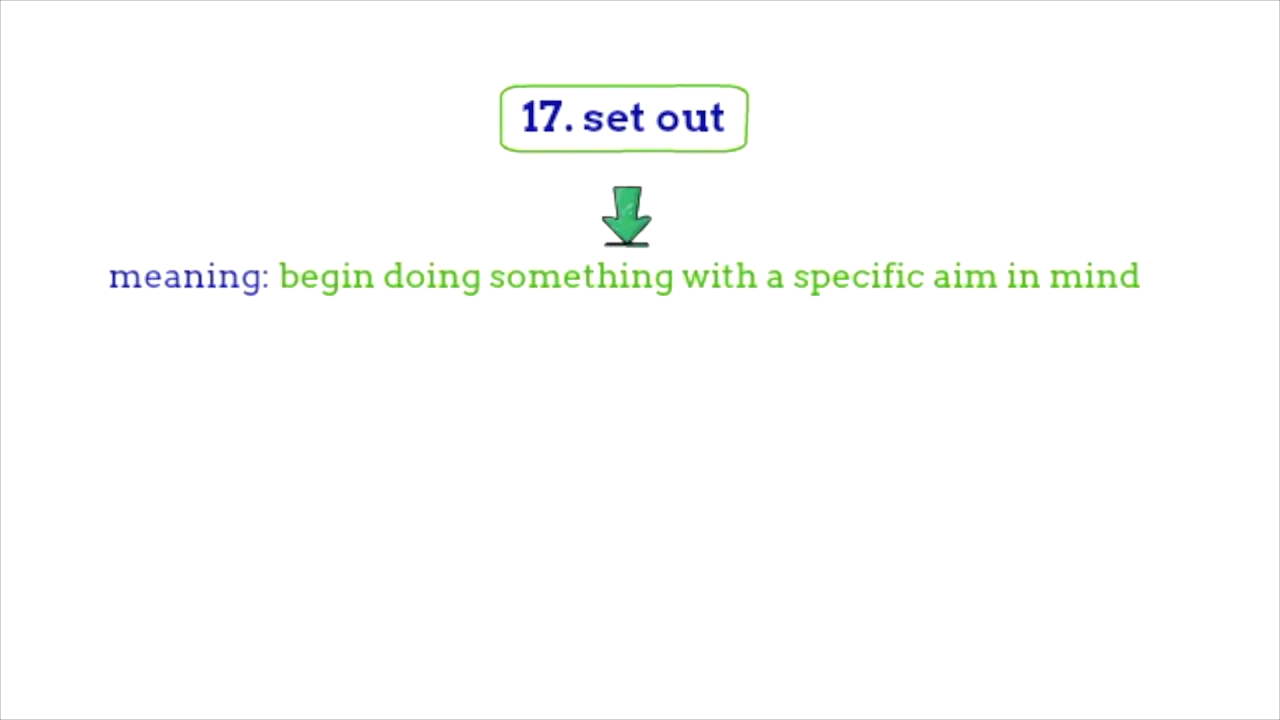 17. set out
meaning: begin doing something with a specific aim in mind